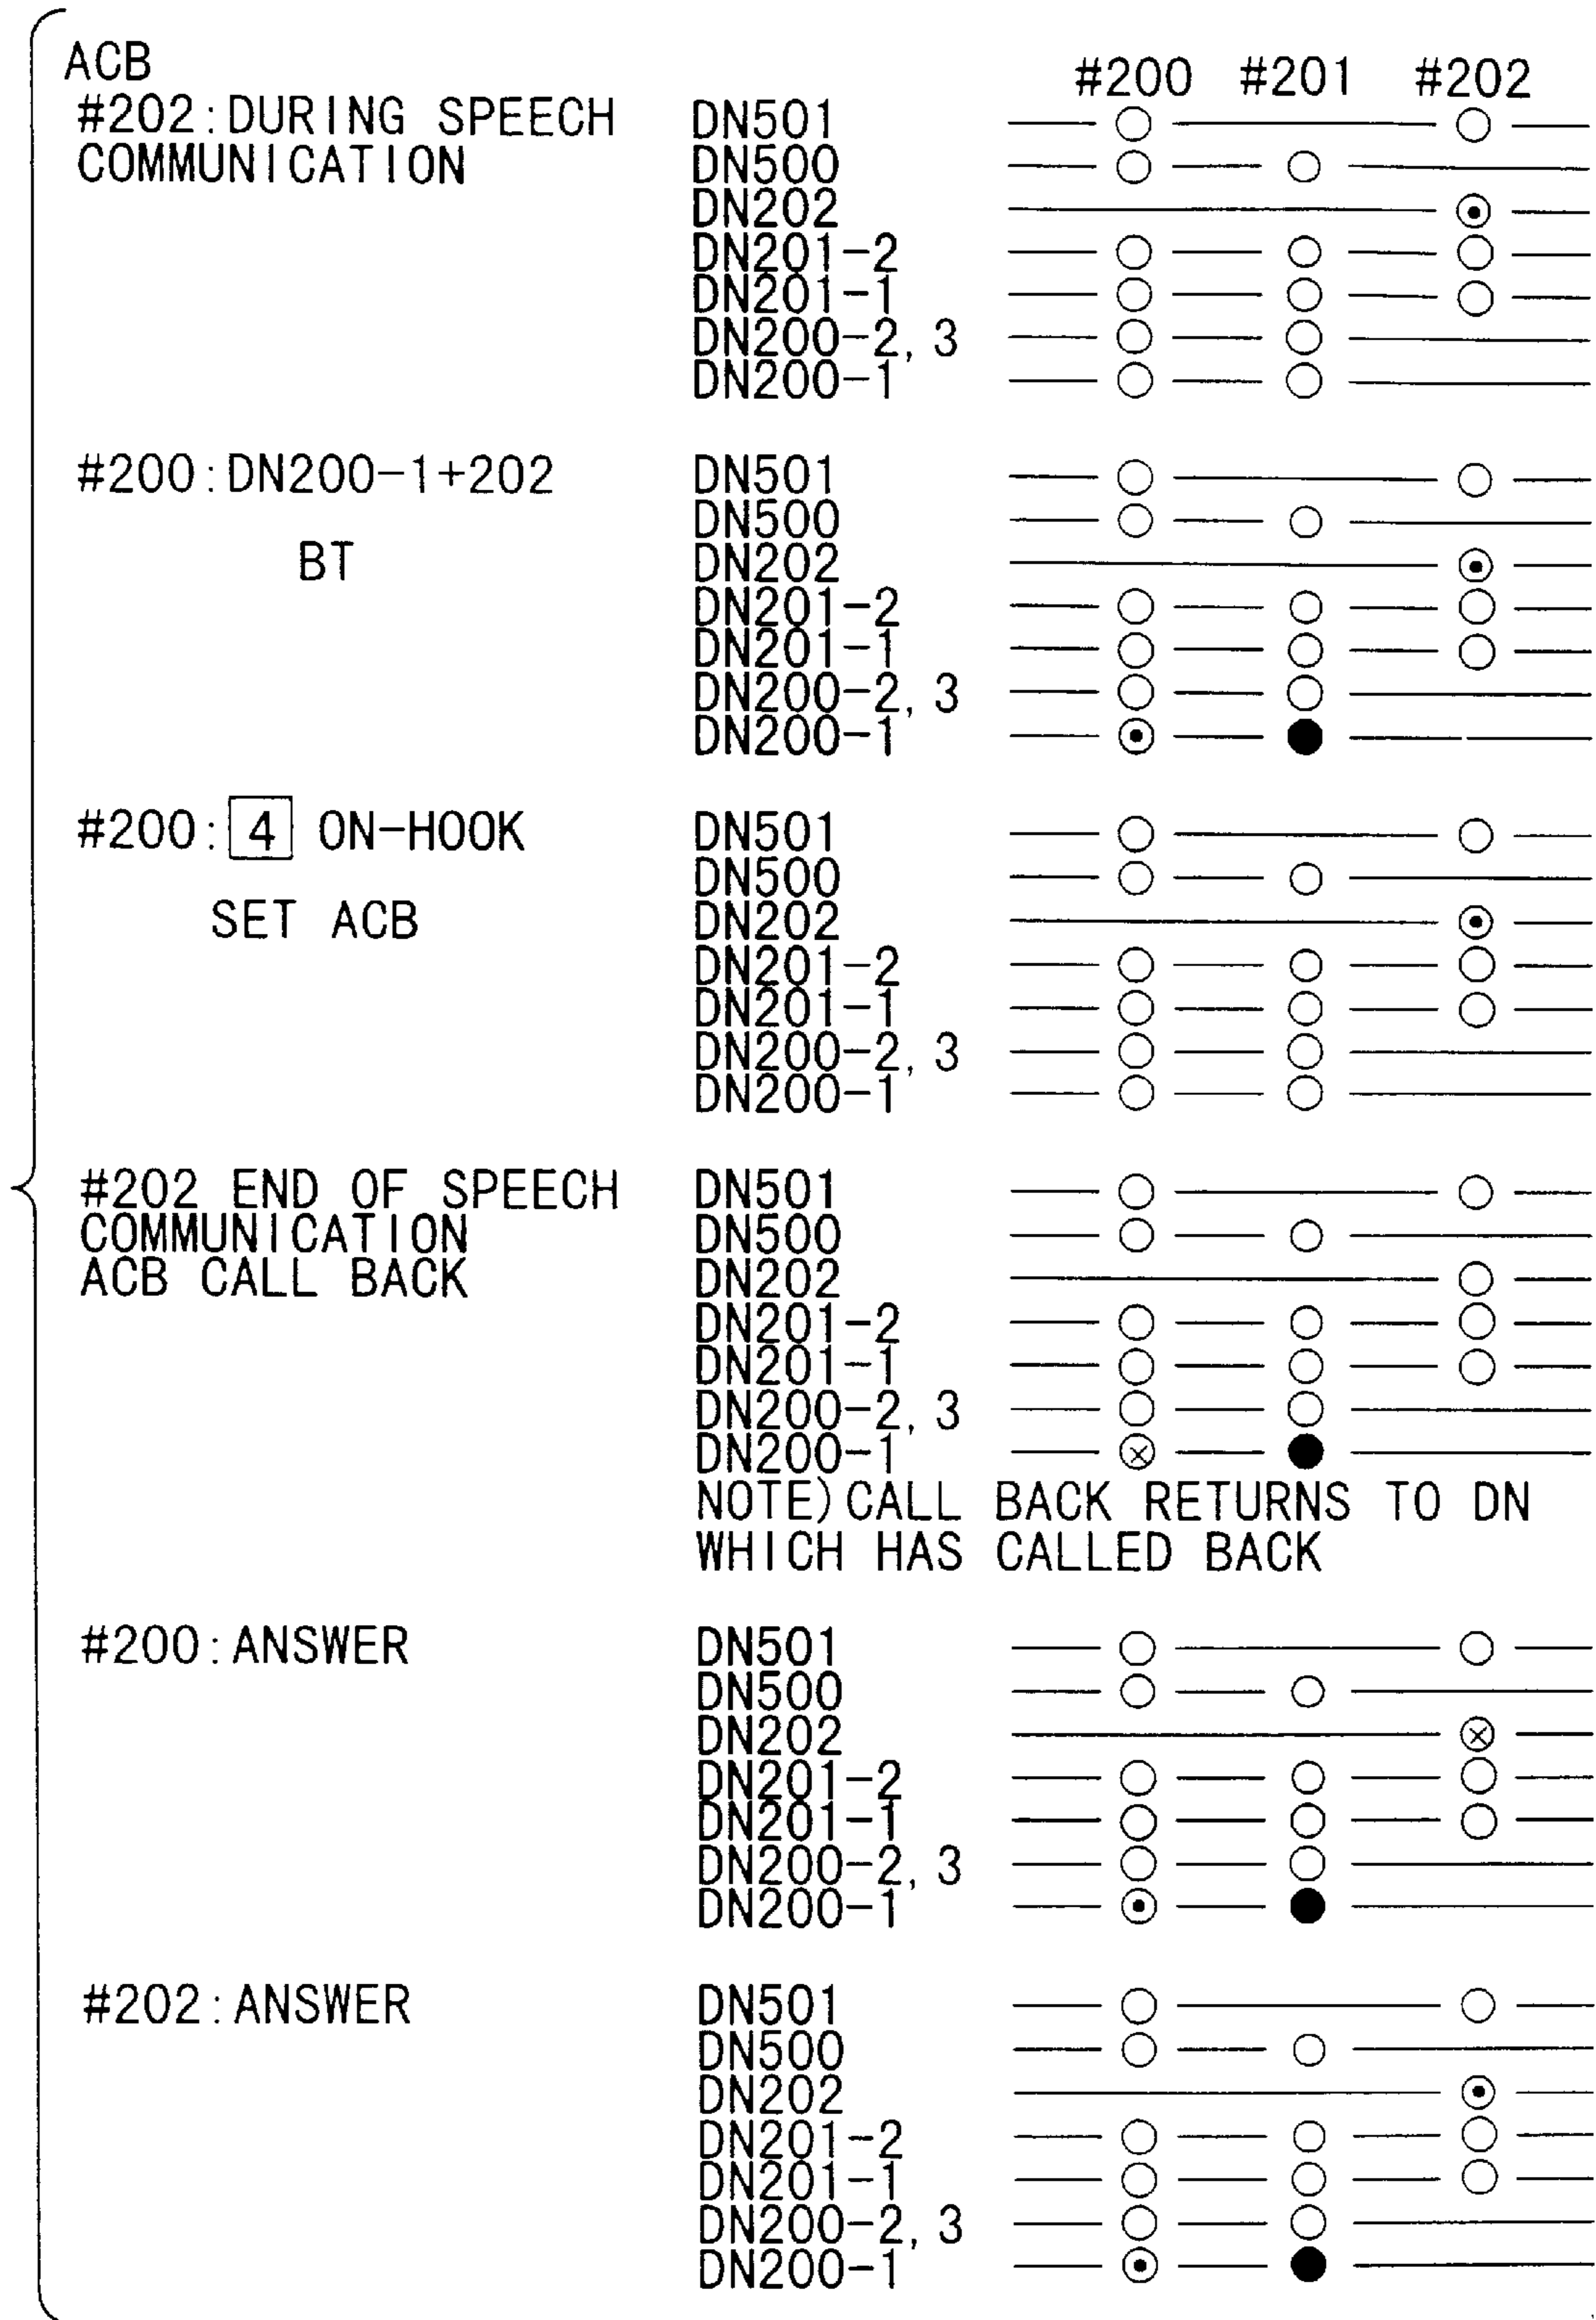 ACB
#200 #201 #202
#202:DURING SPEECH
COMMUNICATION
DN501
DN500
DN202
DN201-2
DN201-1
DN200-2,3
DN200-1
#200:DN200-1+202
BT
DN501
DN500
DN202
DN201-2
DN201-1
DN200-2,3
DN200-1
#200: 4 ON-HOOK
SET ACB
DN501
DN500
DN202
DN201-2
DN201-1
DN200-2,3
DN200-1
#202 END OF SPEECH
COMMUNICATION
ACB CALL BACK
DN501
DN500
DN202
DN201-2
DN201-1
DN200-2,3
DN200-1
NOTE)CALL BACK RETURNS TO DN
WHICH HAS CALLED BACK
#200:ANSWER
DN501
DN500
DN202
DN201-2
DN201-1
DN200-2,3
DN200-1
#202:ANSWER
DN501
DN500
DN202
DN201-2
DN201-1
DN200-2,3
DN200-1